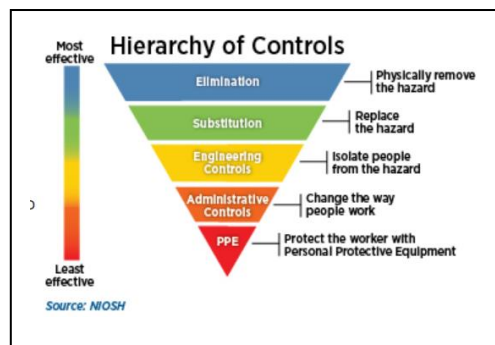 Hierarchy of Controls
Most
effective
Elimination
Physically remove
the hazard
Substitution
Replace
the hazard
Engineering
Controls
Isolate people
from the hazard
Administrative
Controls
Change the way
people work
PPE
Protect the worker with
Personal Protective Equipment
Least
effective
Source: NIOSH